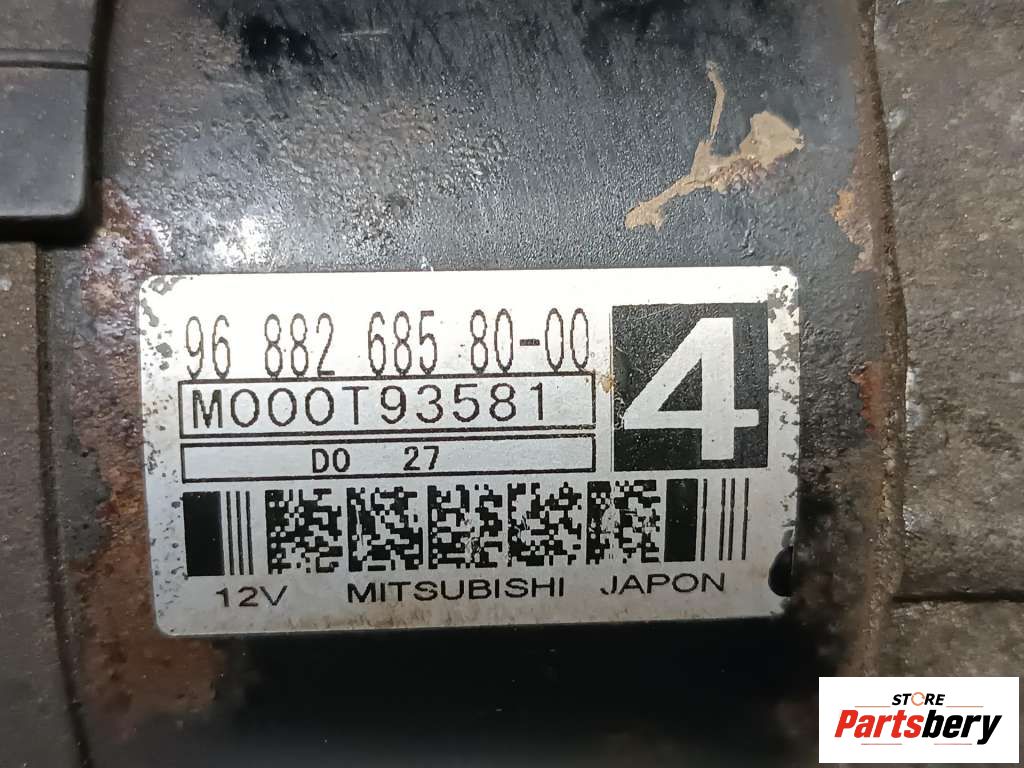 96 882 685 80-00
4
M000T93581
D0 27
12V MITSUBISHI JAPON
STORE
Partsbery